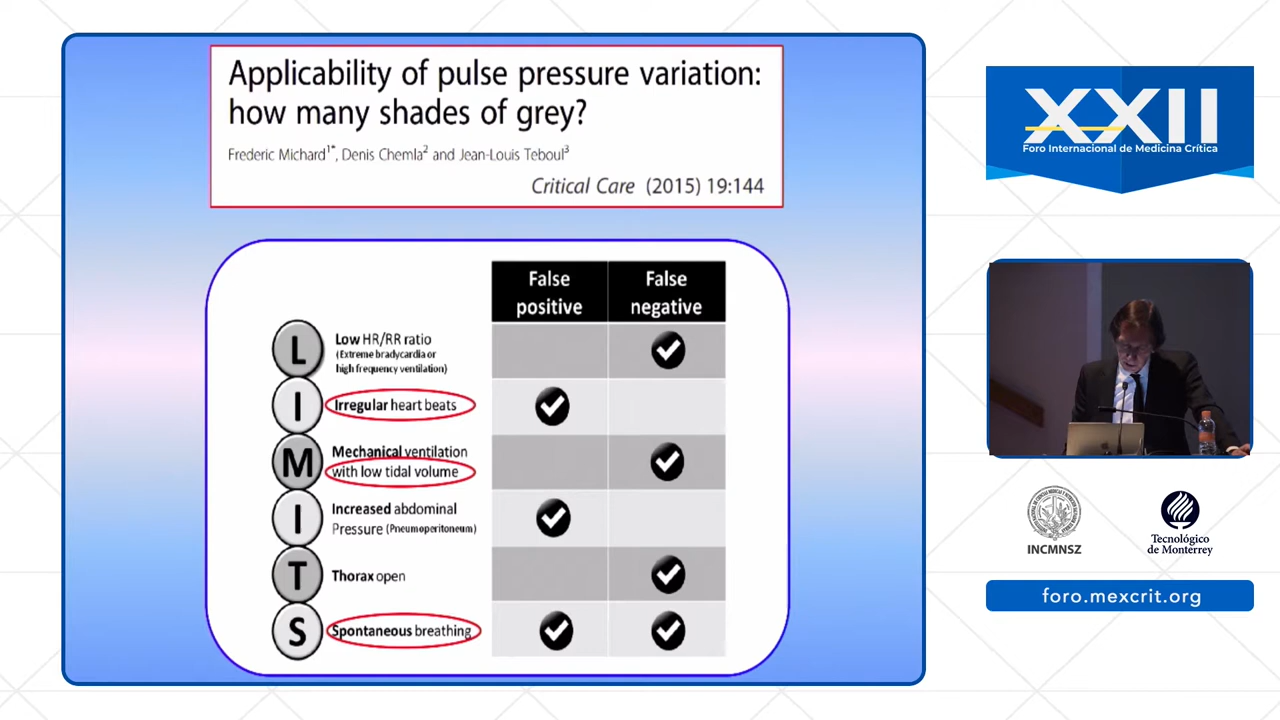 Applicability of pulse pressure variation:
how many shades of grey?
Frederic Michard1*, Denis Chemla2 and Jean-Louis Teboul3
Critical Care (2015) 19:144
False positive
False negative
L
Low HR/RR ratio
(Extreme bradycardia or
high frequency ventilation)
I
Irregular heart beats
M
Mechanical ventilation
with low tidal volume
I
Increased abdominal
Pressure (Pneumoperitoneum)
T
Thorax open
S
Spontaneous breathing
XXII
Foro Internacional de Medicina Crítica
INCMNSZ
Tecnológico
de Monterrey
foro.mexcrit.org